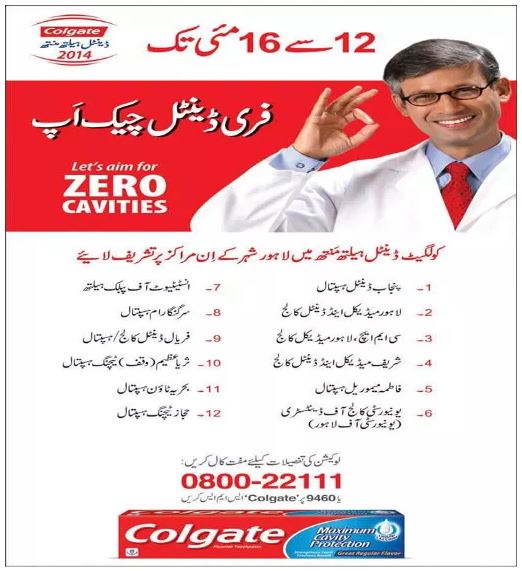 Colgate
ڈینٹل ہیلتھ منتھ
2014
12 سے 16 مئی تک
فری ڈینٹل چیک اَپ
Let's aim for
ZERO
CAVITIES
کولگیٹ ڈینٹل ہیلتھ منتھ میں لاہور شہر کے اِن مراکز پر تشریف لائیے
1- پنجاب ڈینٹل ہسپتال
2- لاہور میڈیکل اینڈ ڈینٹل کالج
3- سی ایم ایچ، لاہور میڈیکل کالج
4- شریف میڈیکل اینڈ ڈینٹل کالج
5- فاطمہ میموریل ہسپتال
6- یونیورسٹی کالج آف ڈینٹسٹری
(یونیورسٹی آف لاہور)
7- انسٹیٹیوٹ آف پبلک ہیلتھ
8- سرگنگارام ہسپتال
9- فریال ڈینٹل کالج/ہسپتال
10- ثریا عظیم (وقف) ٹیچنگ ہسپتال
11- بحریہ ٹاؤن ہسپتال
12- حجاز ٹیچنگ ہسپتال
لوکیشن کی تفصیلات کیلئے مفت کال کریں:
0800-22111
یا 9460 پر 'Colgate' ایس ایم ایس کریں
Colgate
Fluoride Toothpaste
Maximum
Cavity
Protection
Great Regular Flavor